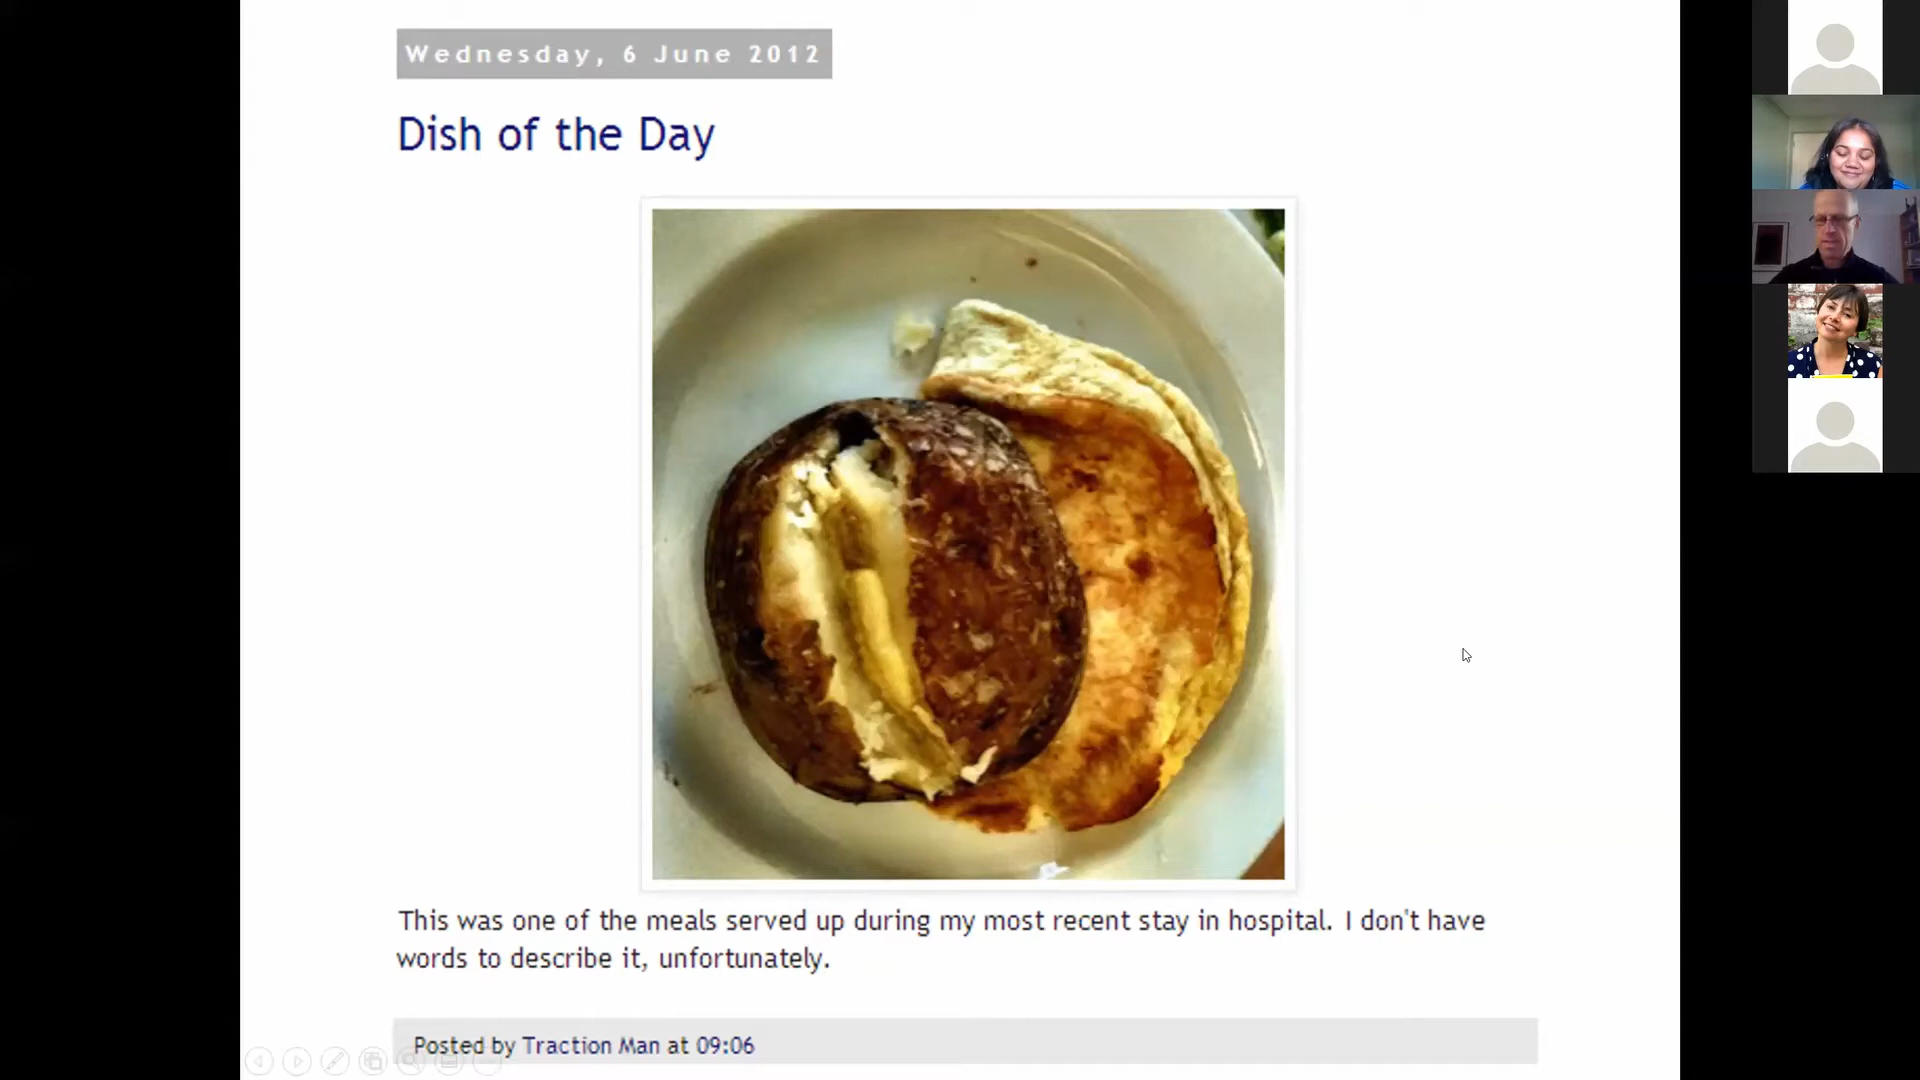 Wednesday, 6 June 2012
Dish of the Day
This was one of the meals served up during my most recent stay in hospital. I don't have
words to describe it, unfortunately.
Posted by Traction Man at 09:06